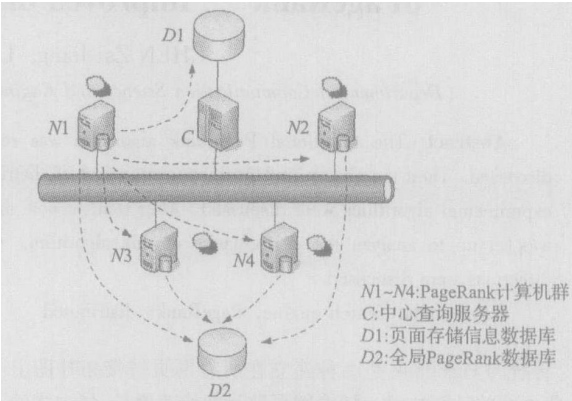 D1
N1
C
N2
N3
N4
N1~N4:PageRank计算机群
C:中心查询服务器
D1:页面存储信息数据库
D2:全局PageRank数据库
D2